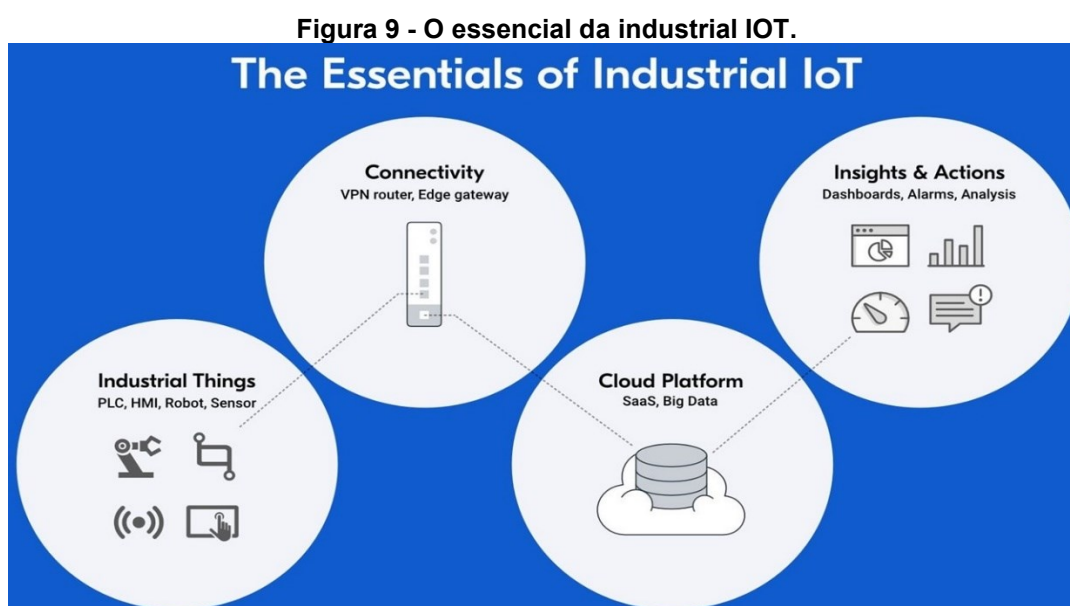 Figura 9 - O essencial da industrial IOT.
The Essentials of Industrial IoT
Connectivity
VPN router, Edge gateway
Insights & Actions
Dashboards, Alarms, Analysis
Industrial Things
PLC, HMI, Robot, Sensor
Cloud Platform
SaaS, Big Data